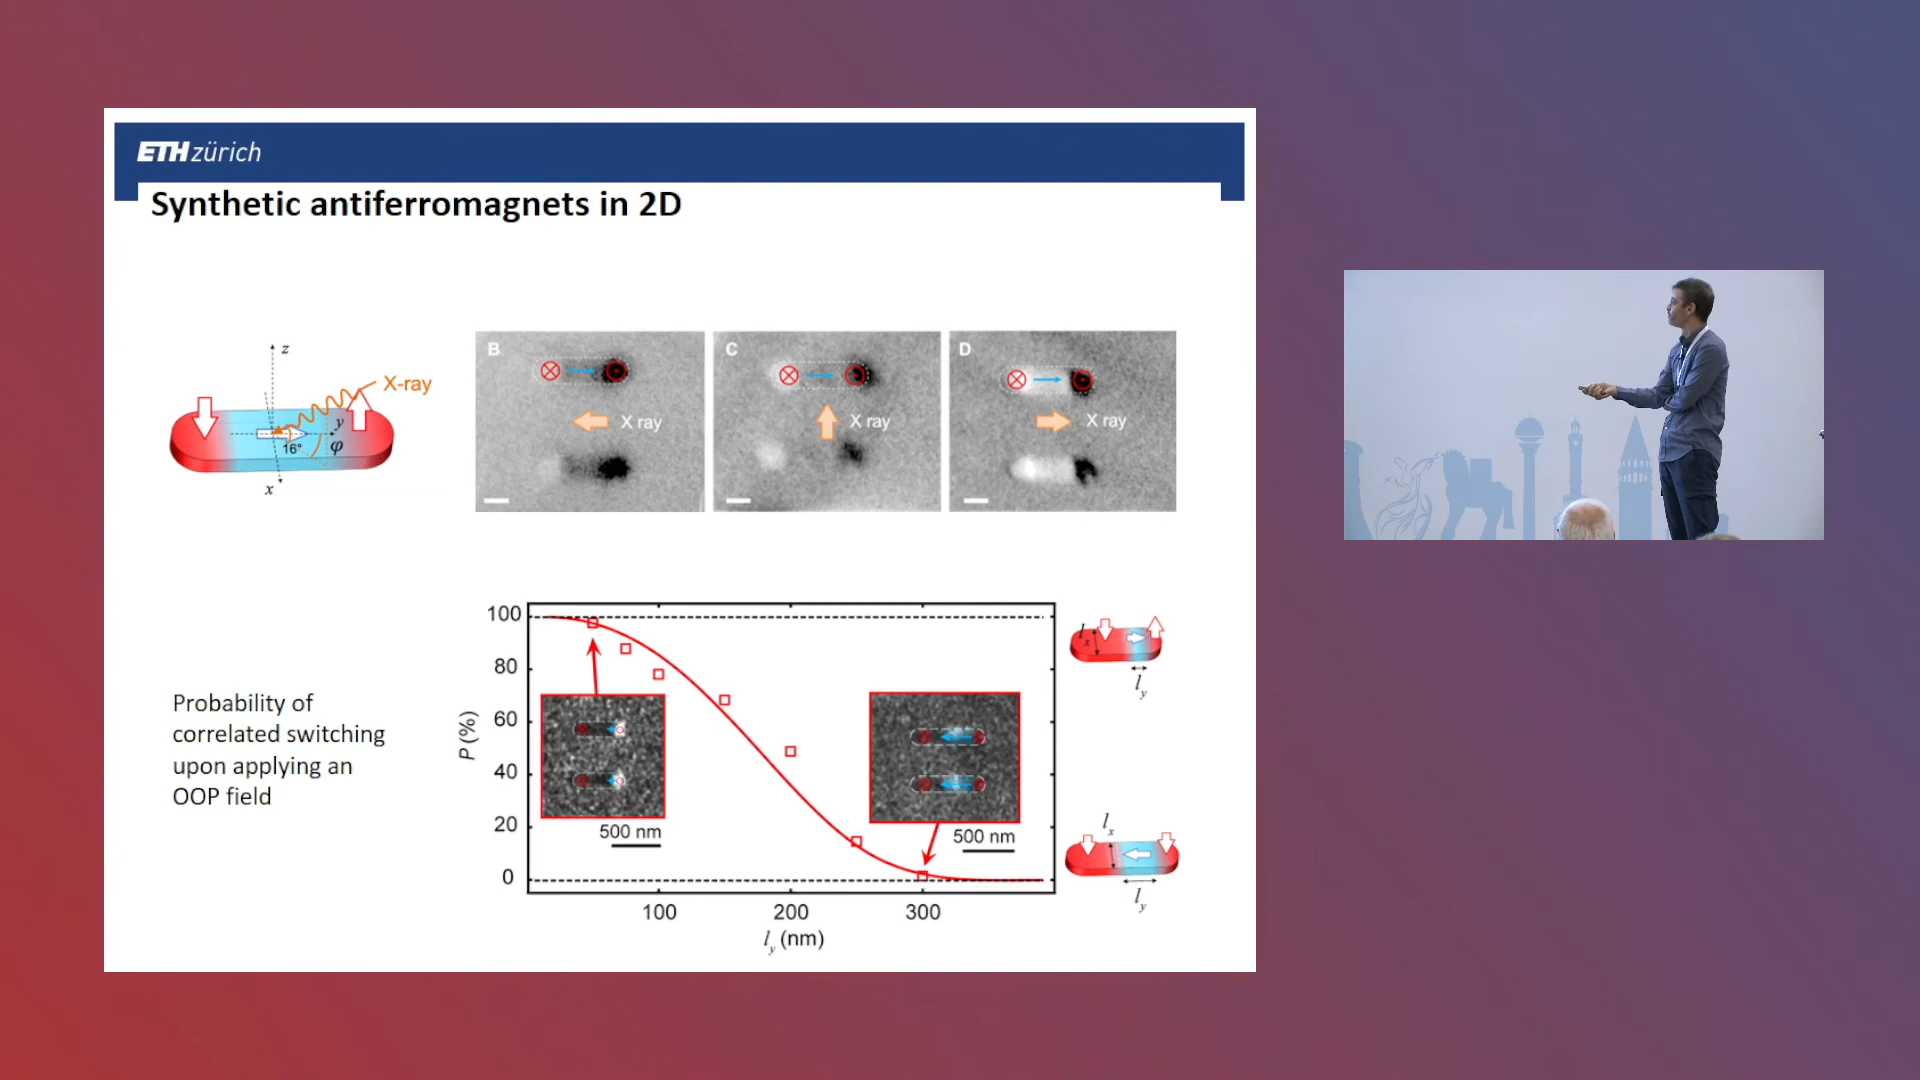 ETH zürich
Synthetic antiferromagnets in 2D
z
X-ray
y
16°
φ
x
B
X ray
C
X ray
D
X ray
Probability of
correlated switching
upon applying an
OOP field
P (%)
100
80
60
40
20
0
500 nm
500 nm
100
200
300
l_y (nm)
l_x
l_y
l_x
l_y